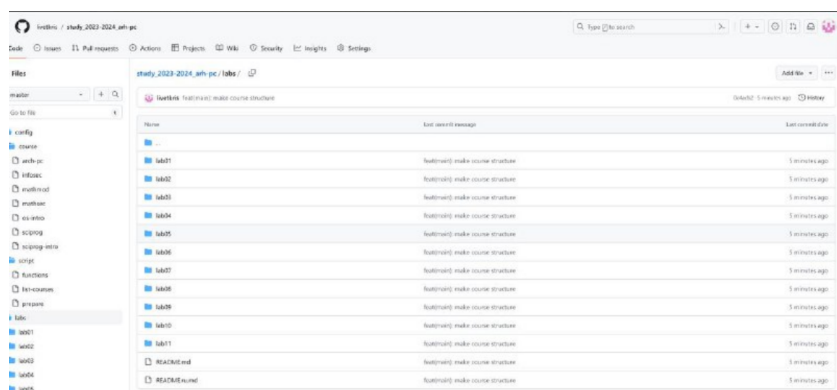 study_2023-2024_arh-pc
Type / to search
Code Issues Pull requests Actions Projects Wiki Security Insights Settings
Files
study_2023-2024_arh-pc / labs /
Add file
master
feat(main): make course structure
5 minutes ago History
Go to file
Name Last commit message Last commit date
config
..
course
lab01 feat(main): make course structure 5 minutes ago
arch-pc
infosec
lab02 feat(main): make course structure 5 minutes ago
mathmod
lab03 feat(main): make course structure 5 minutes ago
mathsec
lab04 feat(main): make course structure 5 minutes ago
os-intro
sciprog
lab05 feat(main): make course structure 5 minutes ago
sciprog-intro
lab06 feat(main): make course structure 5 minutes ago
script
lab07 feat(main): make course structure 5 minutes ago
functions
list-courses
lab08 feat(main): make course structure 5 minutes ago
prepare
lab09 feat(main): make course structure 5 minutes ago
labs
lab10 feat(main): make course structure 5 minutes ago
lab01
lab11 feat(main): make course structure 5 minutes ago
lab02
lab03
README.md feat(main): make course structure 5 minutes ago
lab04
README.ru.md feat(main): make course structure 5 minutes ago
lab05